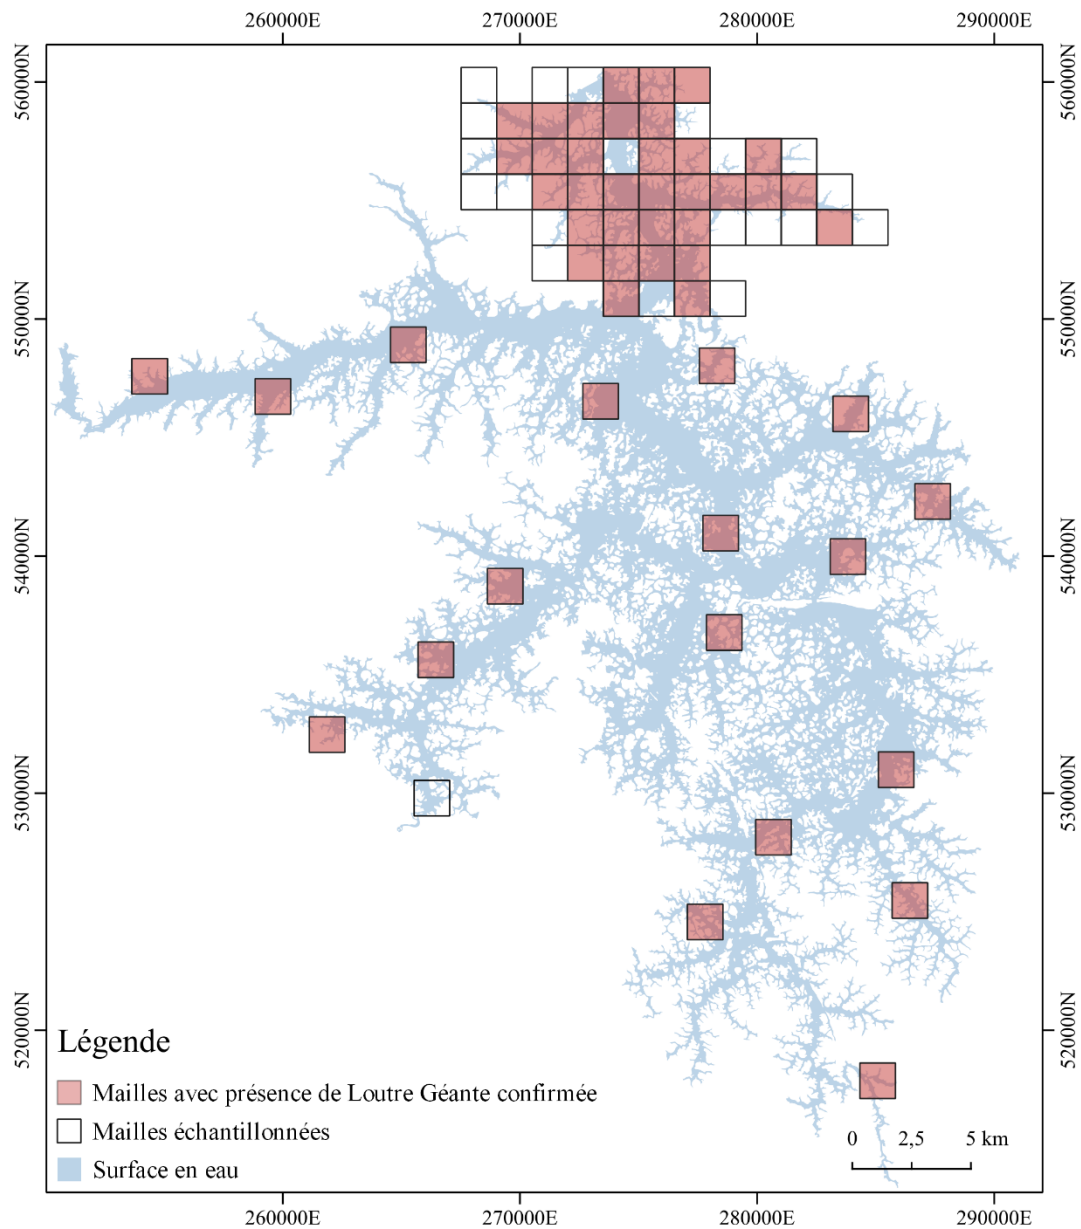 260000E 270000E 280000E 290000E
560000N 560000N
550000N 550000N
540000N 540000N
530000N 530000N
520000N 520000N
Légende
Mailles avec présence de Loutre Géante confirmée
Mailles échantillonnées
Surface en eau
0 2,5 5 km
260000E 270000E 280000E 290000E